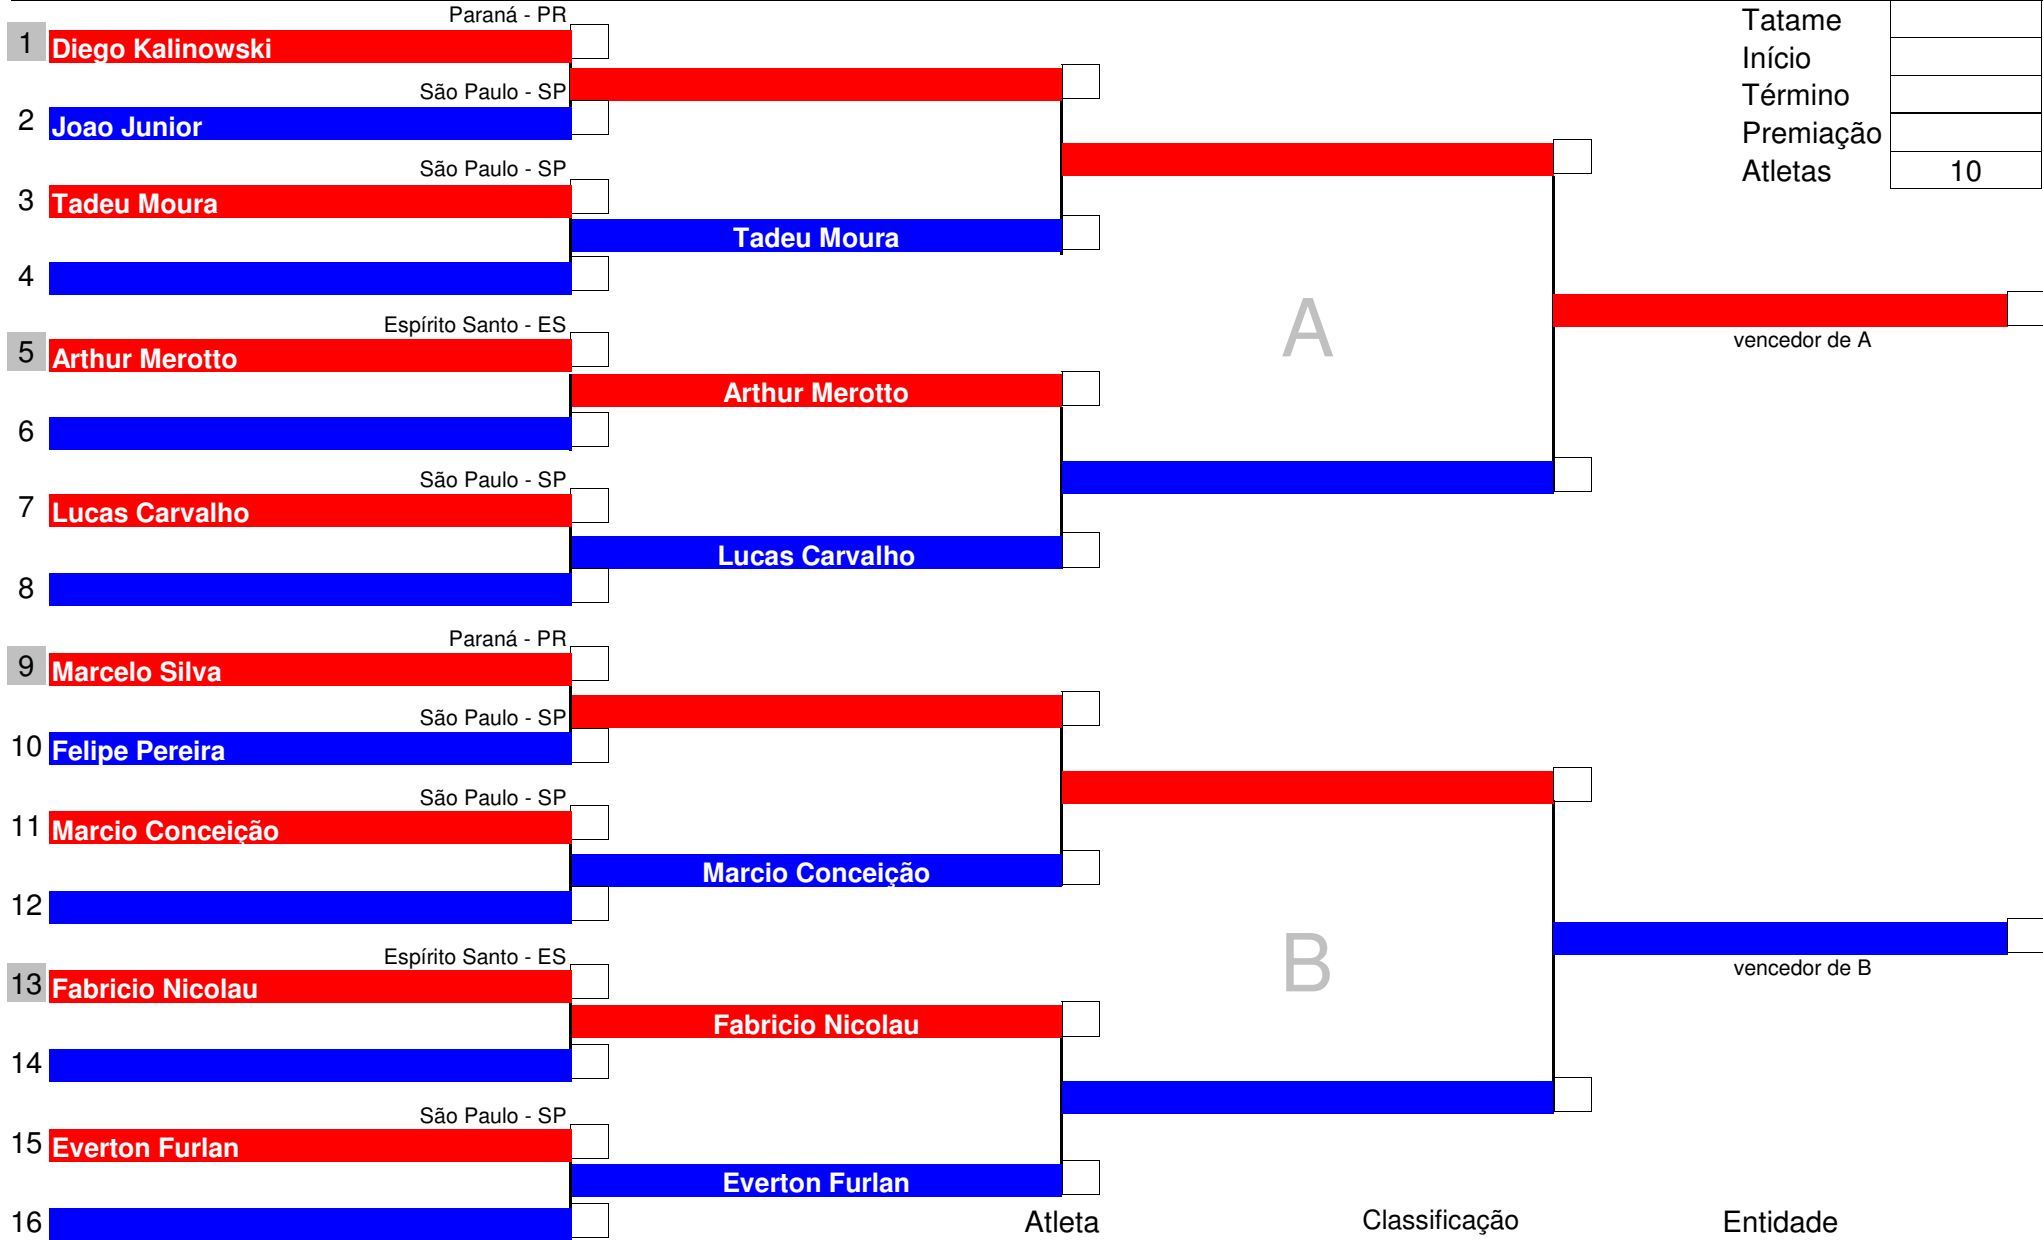 Paraná - PR
1 Diego Kalinowski
São Paulo - SP
2 Joao Junior
São Paulo - SP
3 Tadeu Moura
Tadeu Moura
4
Espírito Santo - ES
5 Arthur Merotto
Arthur Merotto
6
São Paulo - SP
7 Lucas Carvalho
Lucas Carvalho
8
Paraná - PR
9 Marcelo Silva
São Paulo - SP
10 Felipe Pereira
São Paulo - SP
11 Marcio Conceição
Marcio Conceição
12
Espírito Santo - ES
13 Fabricio Nicolau
Fabricio Nicolau
14
São Paulo - SP
15 Everton Furlan
Everton Furlan
16
A
B
vencedor de A
vencedor de B
Tatame
Início
Término
Premiação
Atletas 10
Atleta Classificação Entidade